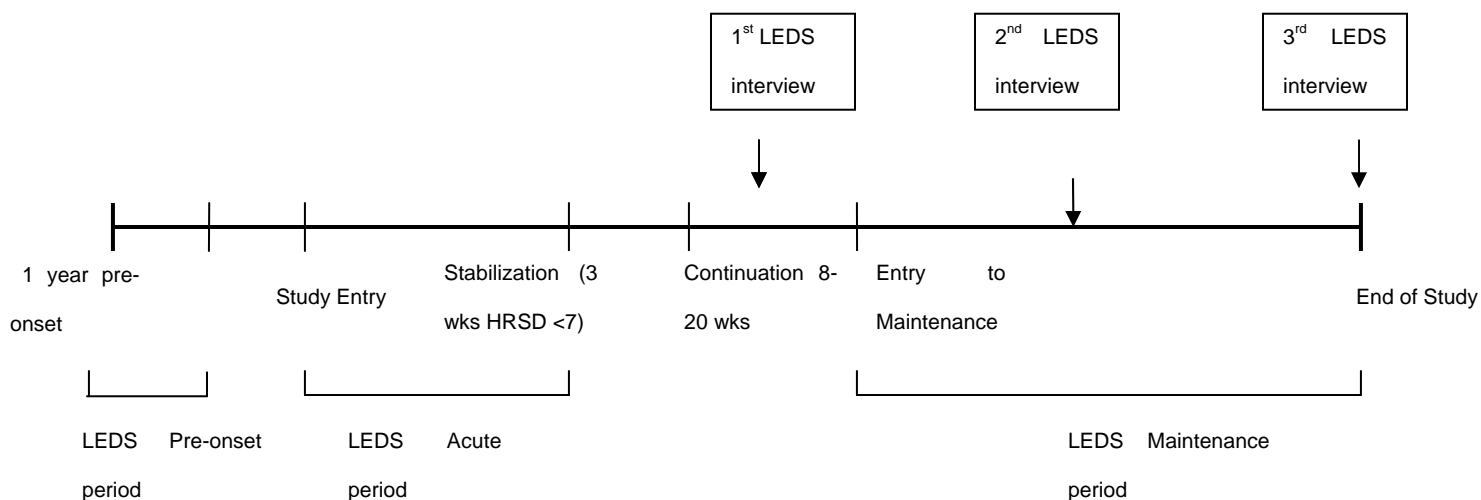 1st LEDS
interview
2nd LEDS
interview
3rd LEDS
interview
1 year pre-
onset
Study Entry
Stabilization (3
wks HRSD <7)
Continuation 8-
20 wks
Entry to
Maintenance
End of Study
LEDS Pre-onset
period
LEDS Acute
period
LEDS Maintenance
period